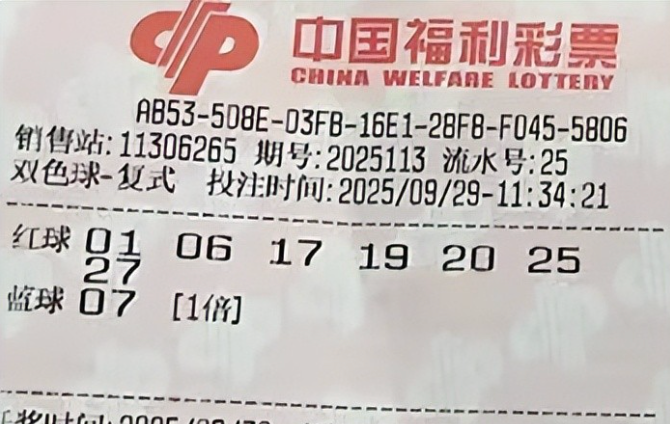 中国福利彩票
CHINA WELFARE LOTTERY
AB53-5D8E-03FB-16E1-28F8-F045-5806
销售站:11306265 期号:2025113 流水号:25
双色球-复式 投注时间:2025/09/29-11:34:21
红球 01 06 17 19 20 25
27
蓝球 07 [1倍]